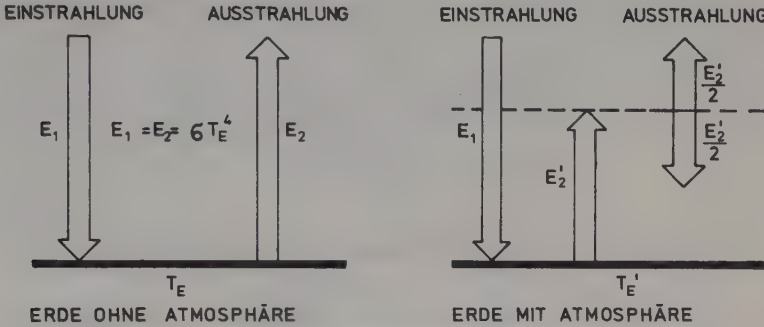 EINSTRAHLUNG AUSSTRAHLUNG EINSTRAHLUNG AUSSTRAHLUNG
E₂'/2
E₁ E₁ = E₂ = σ T_E⁴ E₂ E₁ E₂'/2
E₂'
T_E T_E'
ERDE OHNE ATMOSPHÄRE ERDE MIT ATMOSPHÄRE